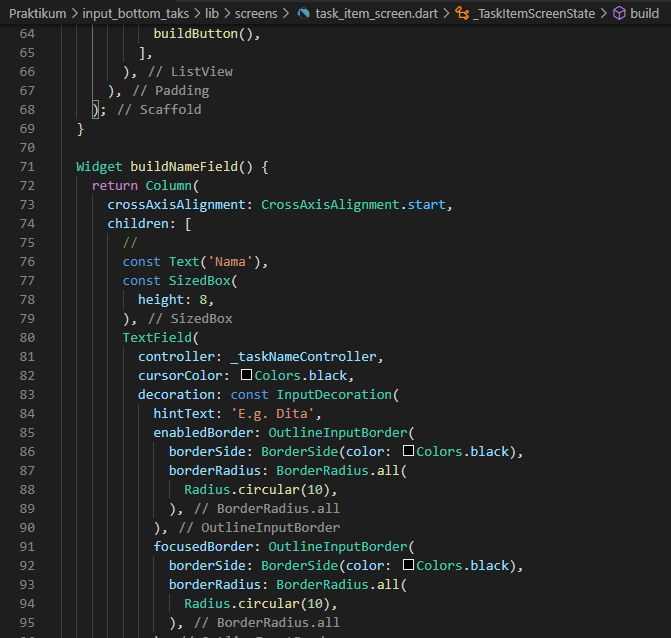 Praktikum > input_bottom_taks > lib > screens > task_item_screen.dart > _TaskItemScreenState > build
64 buildButton(),
65 ],
66 ), // ListView
67 ), // Padding
68 ); // Scaffold
69 }
70
71 Widget buildNameField() {
72 return Column(
73 crossAxisAlignment: CrossAxisAlignment.start,
74 children: [
75 //
76 const Text('Nama'),
77 const SizedBox(
78 height: 8,
79 ), // SizedBox
80 TextField(
81 controller: _taskNameController,
82 cursorColor: Colors.black,
83 decoration: const InputDecoration(
84 hintText: 'E.g. Dita',
85 enabledBorder: OutlineInputBorder(
86 borderSide: BorderSide(color: Colors.black),
87 borderRadius: BorderRadius.all(
88 Radius.circular(10),
89 ), // BorderRadius.all
90 ), // OutlineInputBorder
91 focusedBorder: OutlineInputBorder(
92 borderSide: BorderSide(color: Colors.black),
93 borderRadius: BorderRadius.all(
94 Radius.circular(10),
95 ), // BorderRadius.all